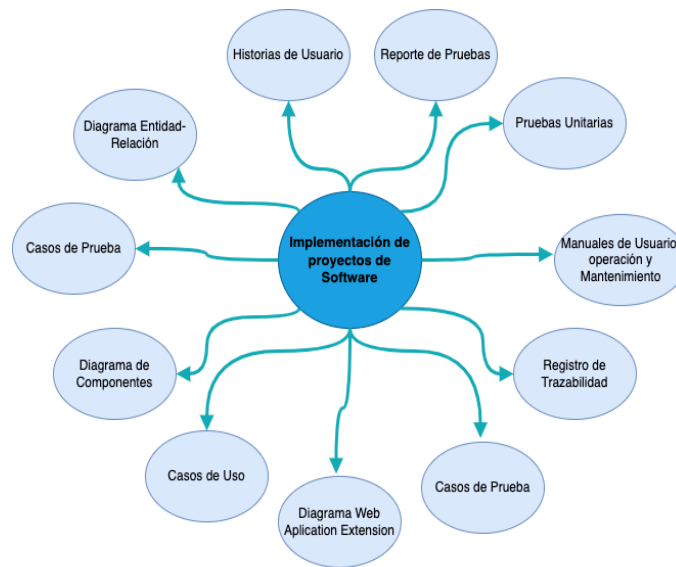 Historias de Usuario
Reporte de Pruebas
Diagrama Entidad-
Relación
Pruebas Unitarias
Casos de Prueba
Implementación de
proyectos de
Software
Manuales de Usuario,
operación y
Mantenimiento
Diagrama de
Componentes
Registro de
Trazabilidad
Casos de Uso
Diagrama Web
Aplication Extension
Casos de Prueba